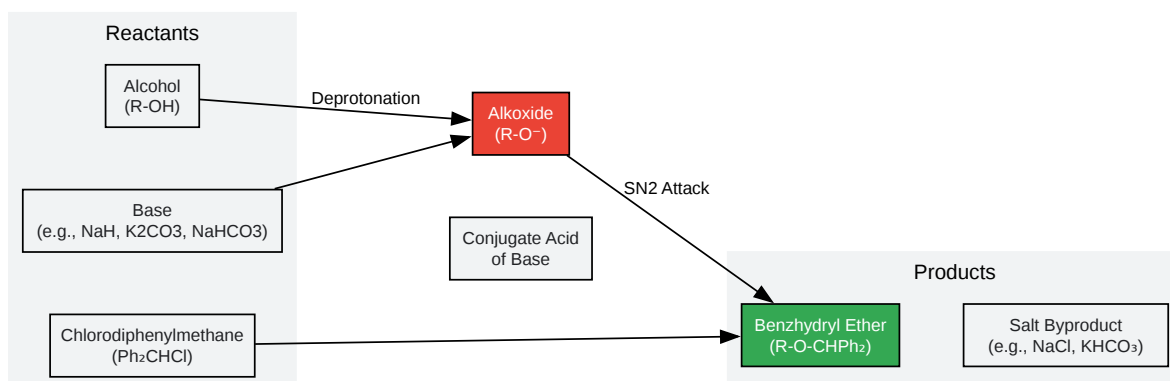 Reactants
Alcohol
(R-OH)
Deprotonation
Alkoxide
(R-O⁻)
Base
(e.g., NaH, K2CO3, NaHCO3)
SN2 Attack
Conjugate Acid
of Base
Products
Chlorodiphenylmethane
(Ph₂CHCl)
Benzhydryl Ether
(R-O-CHPh₂)
Salt Byproduct
(e.g., NaCl, KHCO₃)